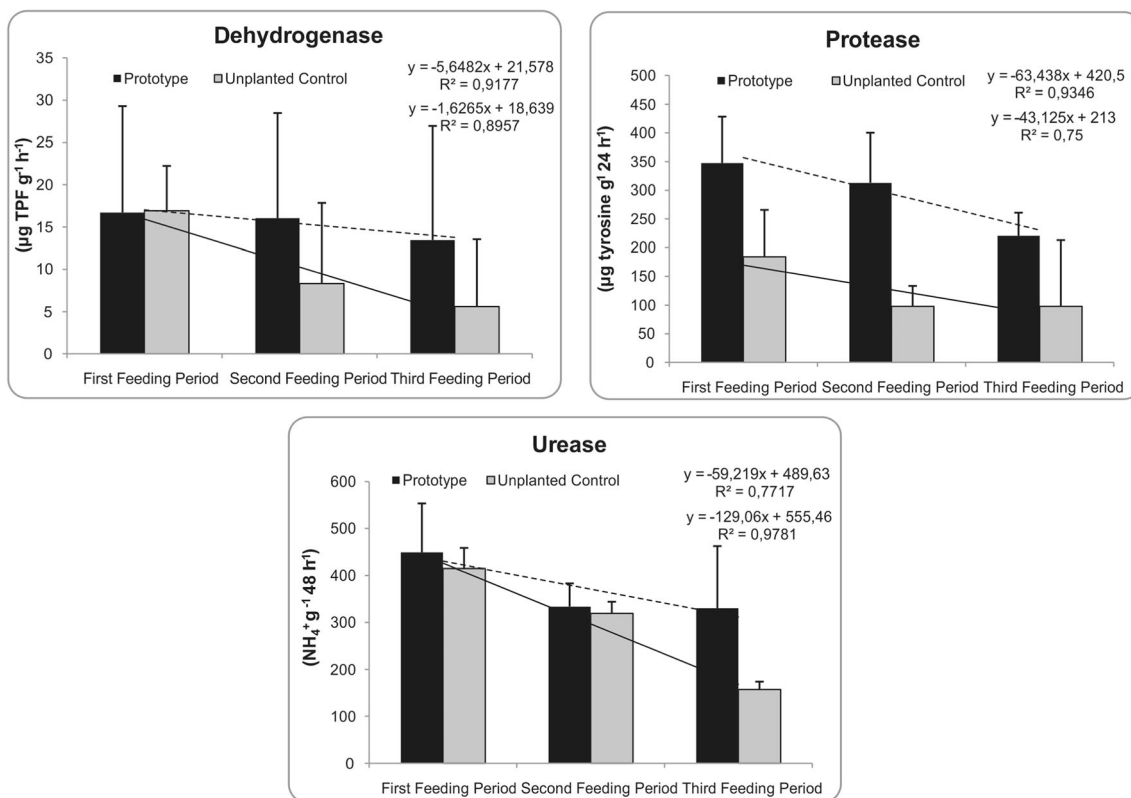 Dehydrogenase
Prototype Unplanted Control
y = -5,6482x + 21,578
R² = 0,9177
y = -1,6265x + 18,639
R² = 0,8957
(µg TPF g⁻¹ h⁻¹)
35
30
25
20
15
10
5
0
First Feeding Period Second Feeding Period Third Feeding Period
Protease
Prototype Unplanted Control
y = -63,438x + 420,5
R² = 0,9346
y = -43,125x + 213
R² = 0,75
(µg tyrosine g¹ 24 h¹)
500
450
400
350
300
250
200
150
100
50
0
First Feeding Period Second Feeding Period Third Feeding Period
Urease
Prototype Unplanted Control
y = -59,219x + 489,63
R² = 0,7717
y = -129,06x + 555,46
R² = 0,9781
(NH₄⁺ g⁻¹ 48 h¹)
600
500
400
300
200
100
0
First Feeding Period Second Feeding Period Third Feeding Period